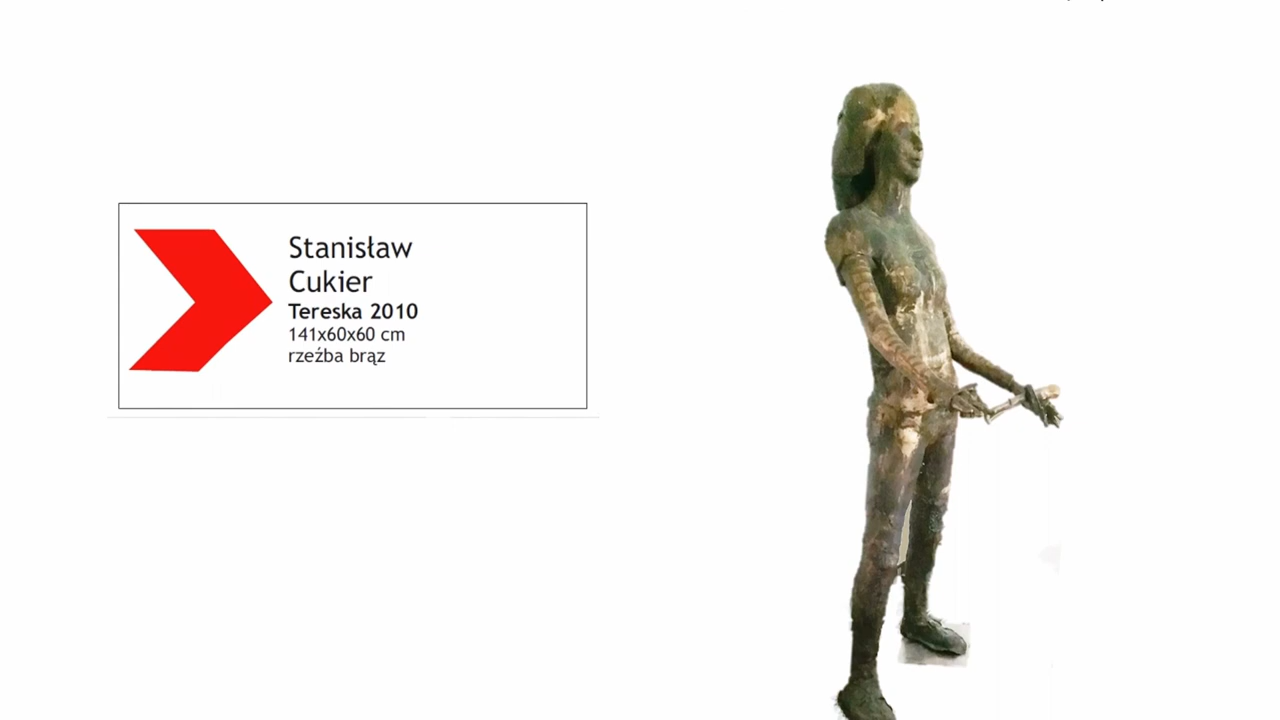 Stanisław
Cukier
Tereska 2010
141x60x60 cm
rzeźba brąz